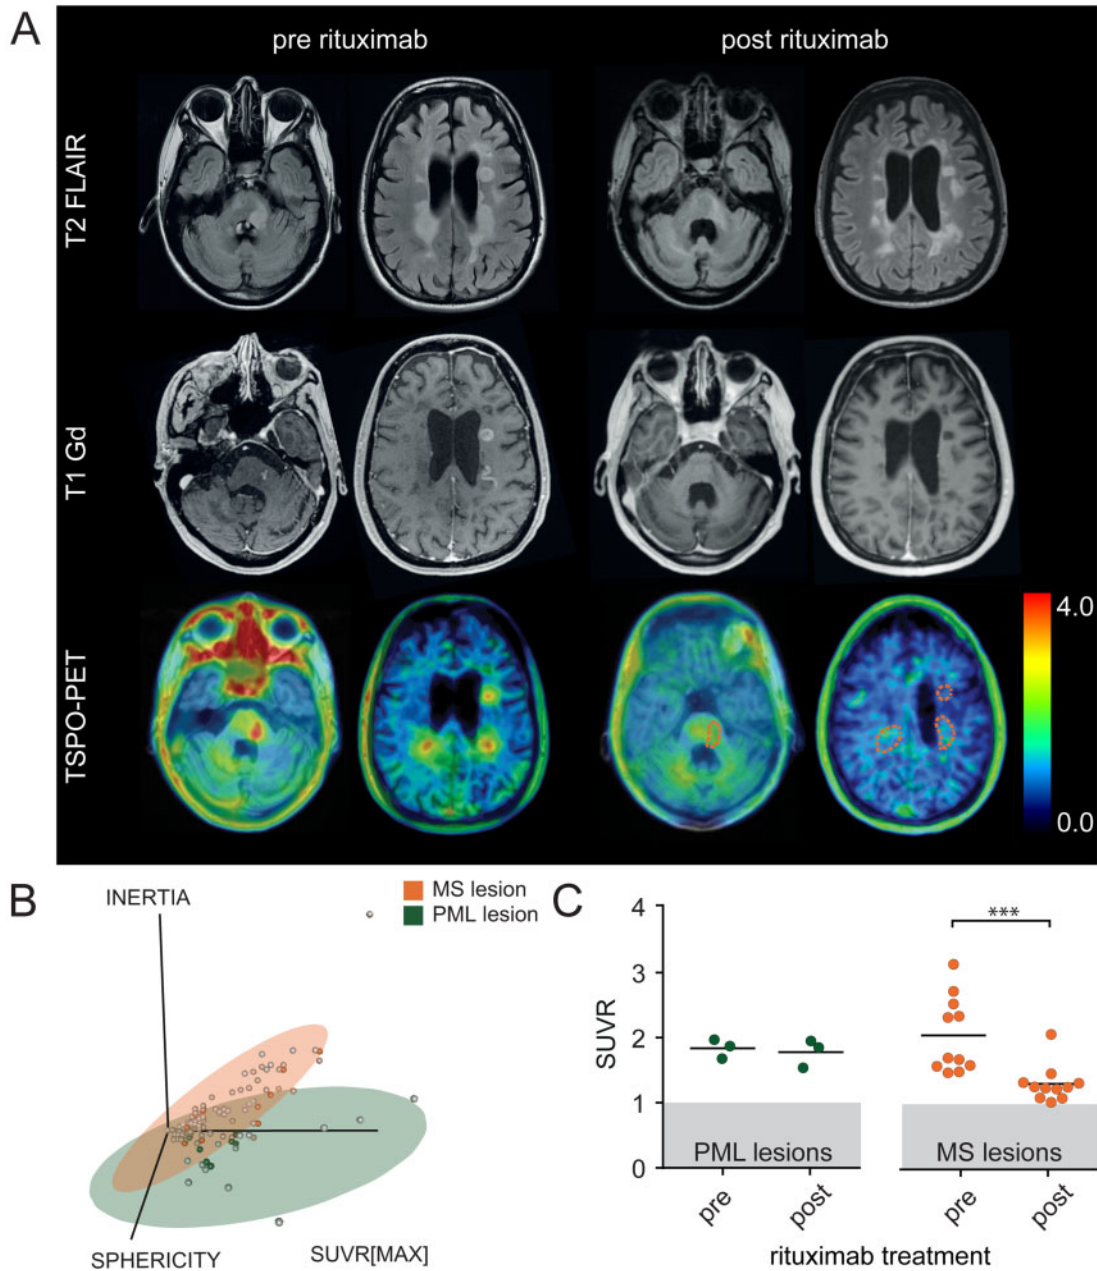 A
pre rituximab
post rituximab
T2 FLAIR
T1 Gd
TSPO-PET
4.0
0.0
B
INERTIA
MS lesion
PML lesion
SPHERICITY
SUVR[MAX]
C
SUVR
4
3
2
1
0
***
PML lesions
MS lesions
pre
post
pre
post
rituximab treatment